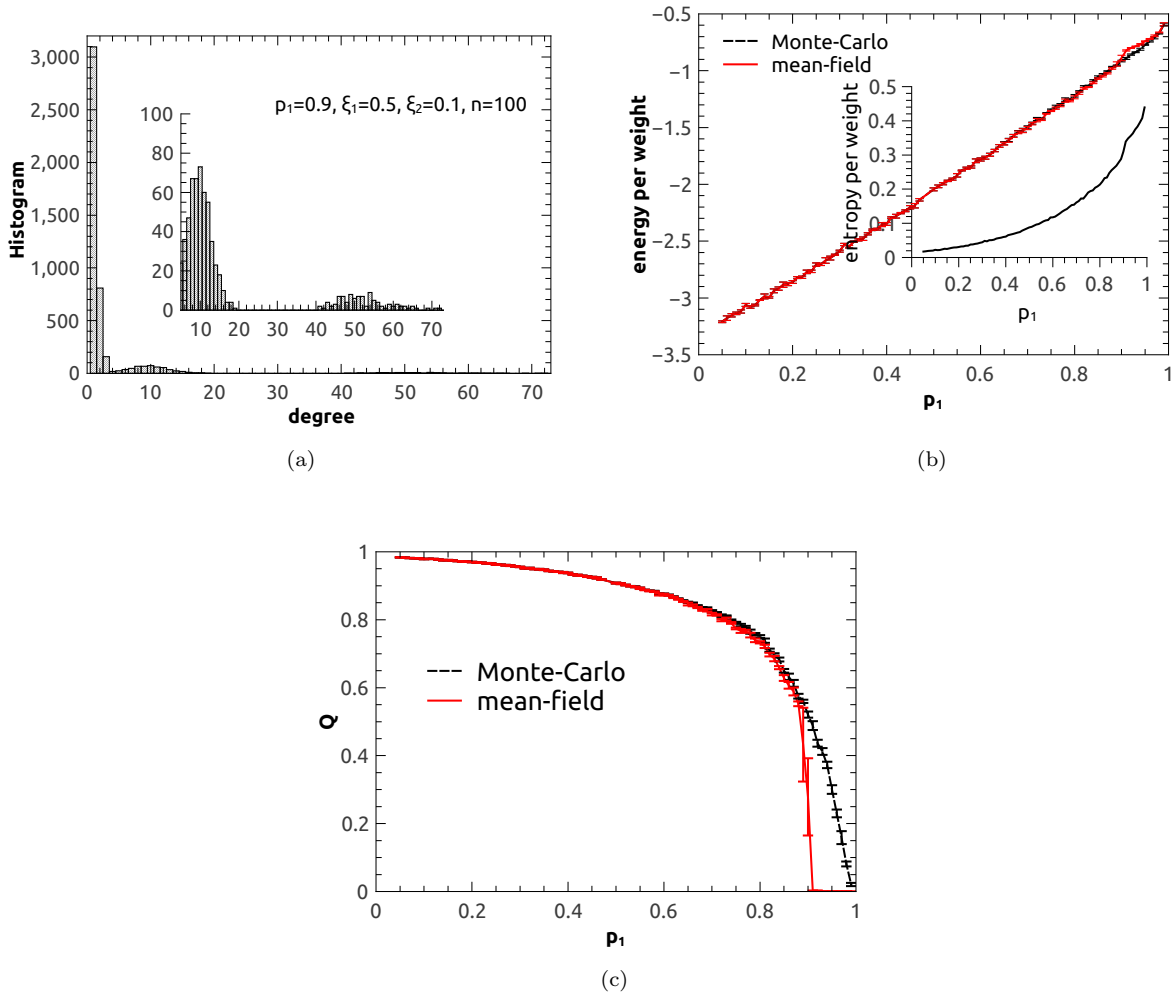 3,000
2,500
2,000
1,500
1,000
500
0
Histogram
0 10 20 30 40 50 60 70
degree
p₁=0.9, ξ₁=0.5, ξ₂=0.1, n=100
100
80
60
40
20
0
10 20 30 40 50 60 70
(a)
−0.5
−1
−1.5
−2
−2.5
−3
−3.5
energy per weight
0 0.2 0.4 0.6 0.8 1
p₁
Monte-Carlo
mean-field
0.5
0.4
0.3
0.2
0.1
0
entropy per weight
0 0.2 0.4 0.6 0.8 1
p₁
(b)
1
0.8
0.6
0.4
0.2
0
Q
0 0.2 0.4 0.6 0.8 1
p₁
Monte-Carlo
mean-field
(c)